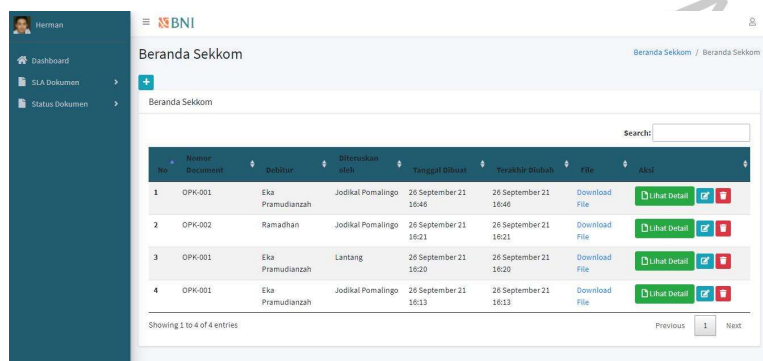 Herman
BNI
Beranda Sekkom
Beranda Sekkom / Beranda Sekkom
Dashboard
SLA Dokumen
Status Dokumen
+
Beranda Sekkom
Search:
No Nomor Document Debitur Diteruskan oleh Tanggal Dibuat Terakhir Diubah File Aksi
1 OPK-001 Eka Pramudianzah Jodikal Pomalingo 26 September 21 16:46 26 September 21 16:46 Download File Lihat Detail
2 OPK-002 Ramadhan Jodikal Pomalingo 26 September 21 16:21 26 September 21 16:21 Download File Lihat Detail
3 OPK-001 Eka Pramudianzah Lantang 26 September 21 16:20 26 September 21 16:20 Download File Lihat Detail
4 OPK-001 Eka Pramudianzah Jodikal Pomalingo 26 September 21 16:13 26 September 21 16:13 Download File Lihat Detail
Showing 1 to 4 of 4 entries
Previous 1 Next